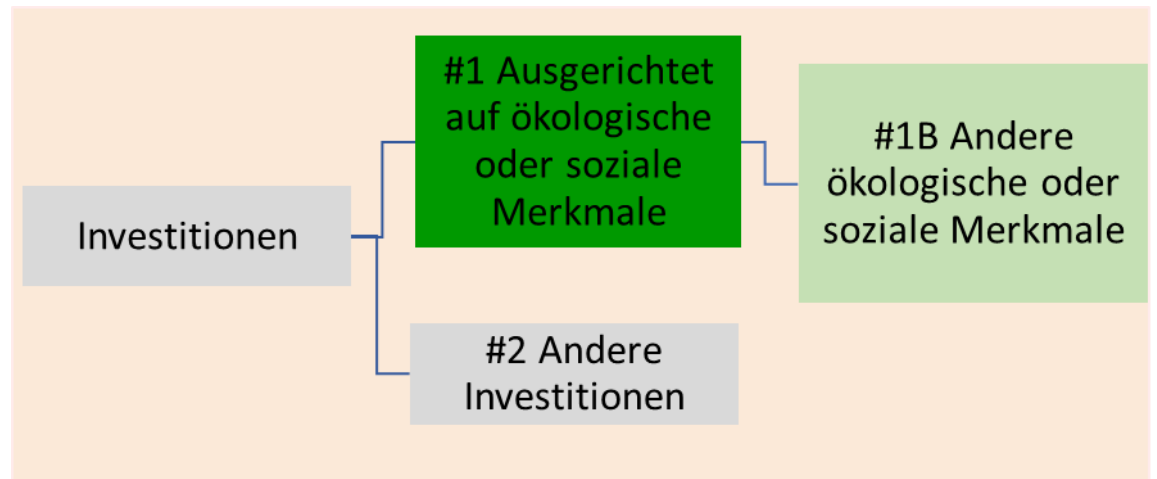 Investitionen
#1 Ausgerichtet
auf ökologische
oder soziale
Merkmale
#1B Andere
ökologische oder
soziale Merkmale
#2 Andere
Investitionen